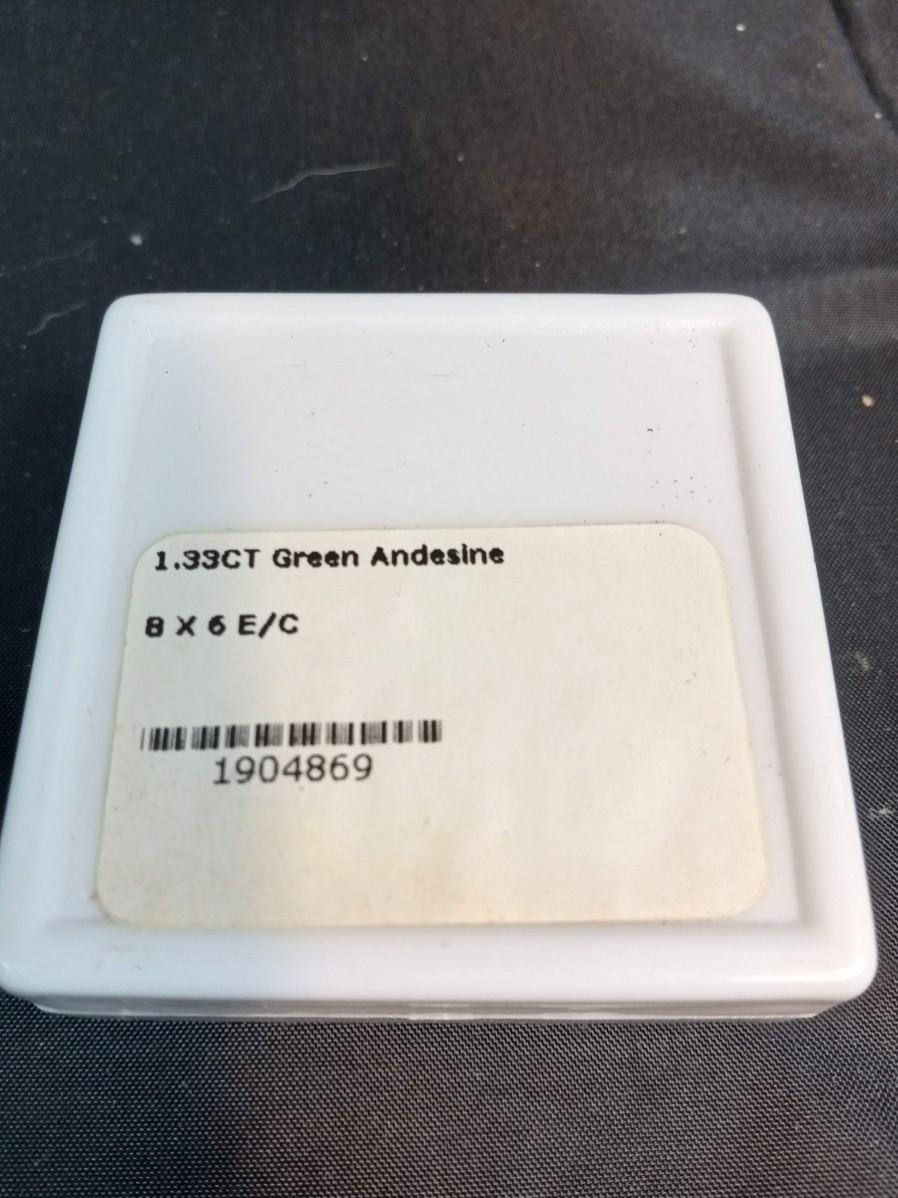 1.33CT Green Andesine
8 X 6 E/C
1904869